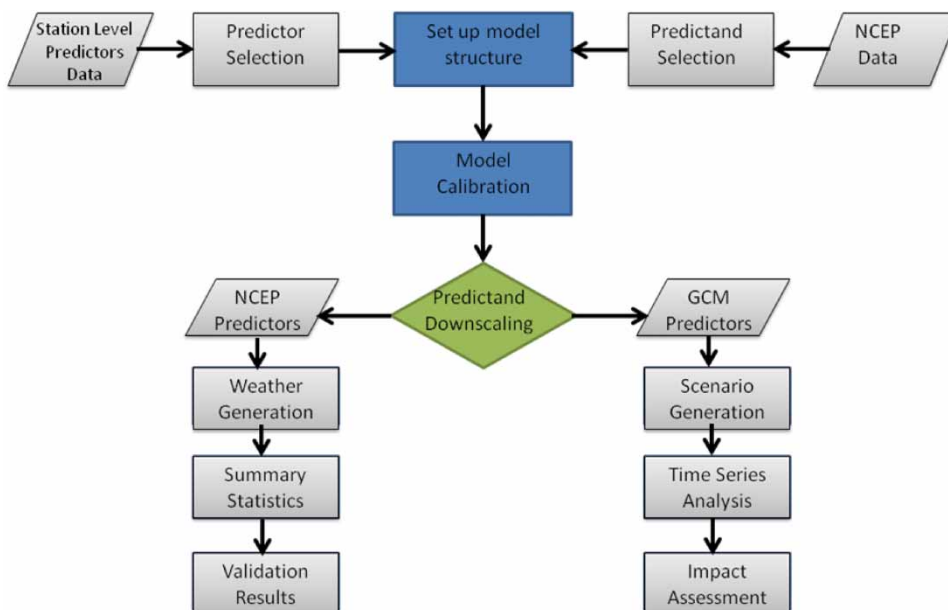 Station Level
Predictors
Data
Predictor
Selection
Set up model
structure
Predictand
Selection
NCEP
Data
Model
Calibration
Predictand
Downscaling
NCEP
Predictors
GCM
Predictors
Weather
Generation
Scenario
Generation
Summary
Statistics
Time Series
Analysis
Validation
Results
Impact
Assessment